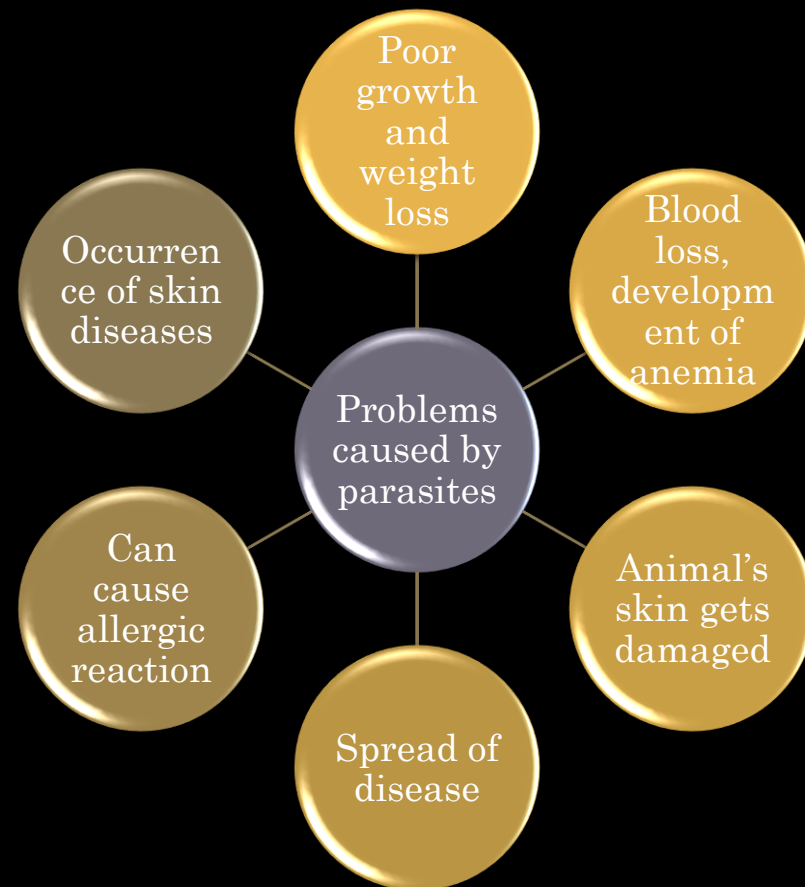 Poor
growth
and
weight
loss
Blood
loss,
developm
ent of
anemia
Animal’s
skin gets
damaged
Spread of
disease
Can
cause
allergic
reaction
Occurren
ce of skin
diseases
Problems
caused by
parasites